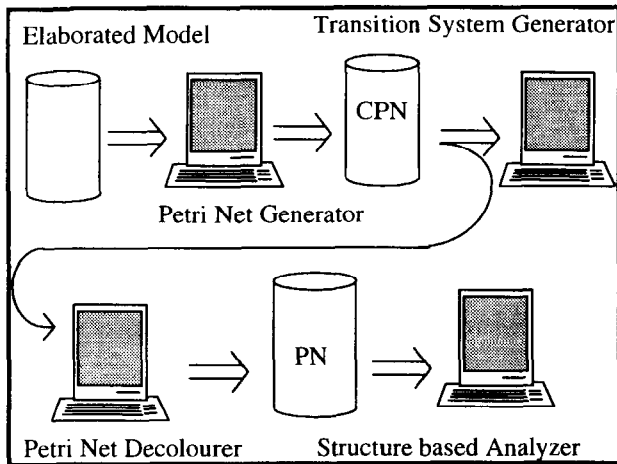 Elaborated Model
Transition System Generator
CPN
Petri Net Generator
PN
Petri Net Decolourer
Structure based Analyzer